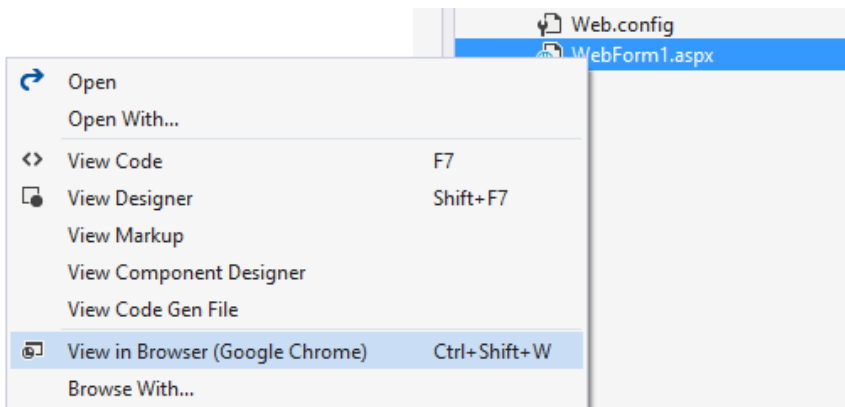 Web.config
WebForm1.aspx
Open
Open With...
View Code F7
View Designer Shift+F7
View Markup
View Component Designer
View Code Gen File
View in Browser (Google Chrome) Ctrl+Shift+W
Browse With...